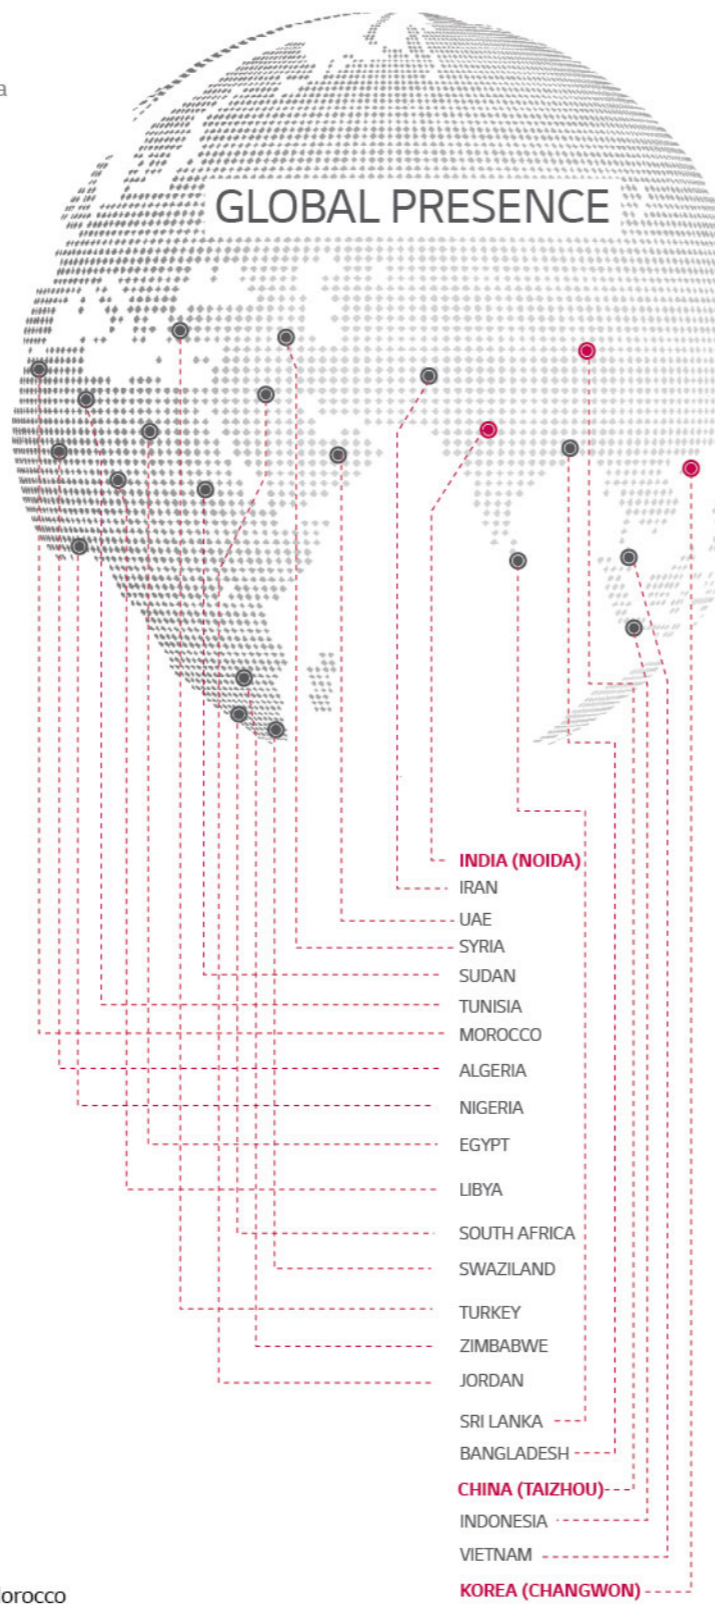 a
GLOBAL PRESENCE
INDIA (NOIDA)
IRAN
UAE
SYRIA
SUDAN
TUNISIA
MOROCCO
ALGERIA
NIGERIA
EGYPT
LIBYA
SOUTH AFRICA
SWAZILAND
TURKEY
ZIMBABWE
JORDAN
SRI LANKA
BANGLADESH
CHINA (TAIZHOU)
INDONESIA
VIETNAM
KOREA (CHANGWON)
orocco